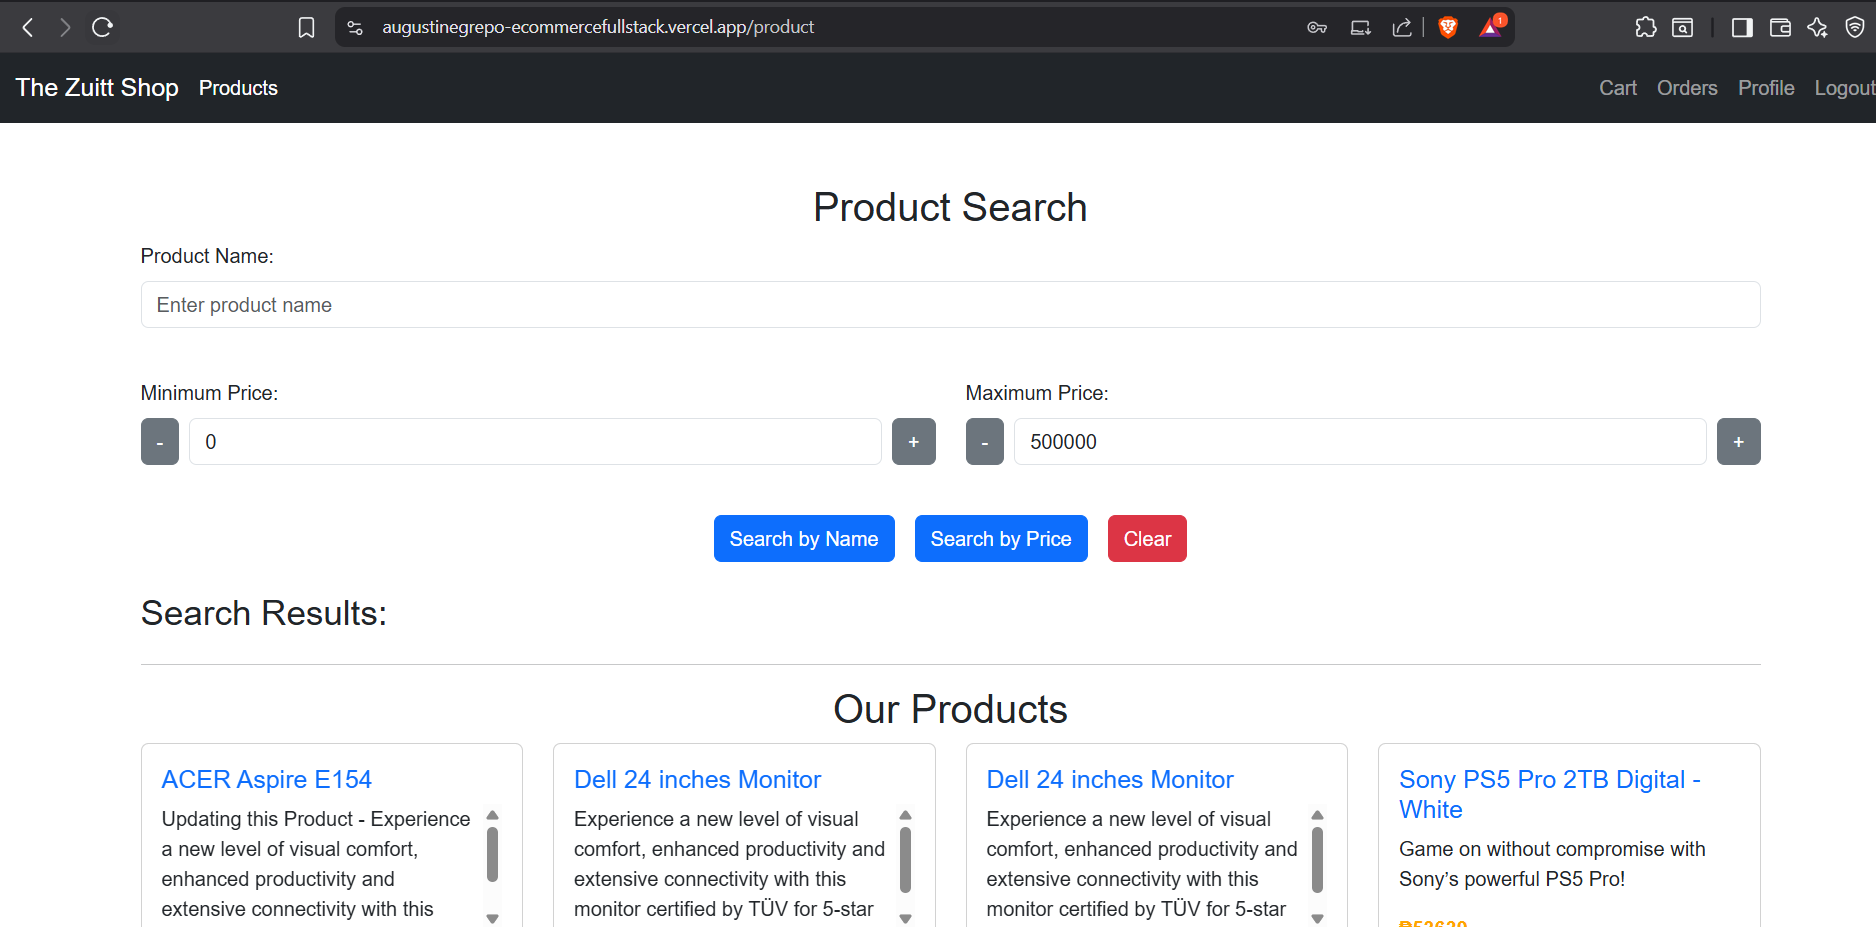 augustinegrepo-ecommercefullstack.vercel.app/product
1
The Zuitt Shop Products Cart Orders Profile Logout
Product Search
Product Name:
Enter product name
Minimum Price: Maximum Price:
- 0 + - 500000 +
Search by Name Search by Price Clear
Search Results:
Our Products
ACER Aspire E154
Updating this Product - Experience
a new level of visual comfort,
enhanced productivity and
extensive connectivity with this
Dell 24 inches Monitor
Experience a new level of visual
comfort, enhanced productivity and
extensive connectivity with this
monitor certified by TÜV for 5-star
Dell 24 inches Monitor
Experience a new level of visual
comfort, enhanced productivity and
extensive connectivity with this
monitor certified by TÜV for 5-star
Sony PS5 Pro 2TB Digital -
White
Game on without compromise with
Sony’s powerful PS5 Pro!